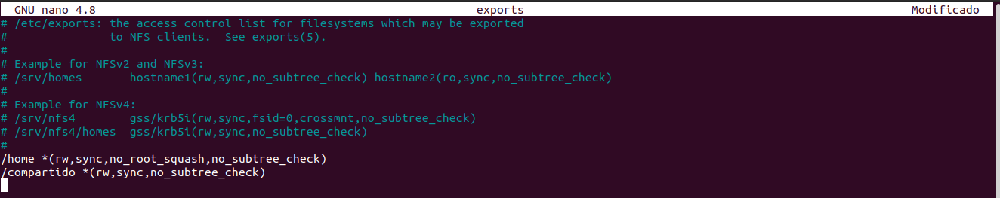 GNU nano 4.8 exports Modificado
# /etc/exports: the access control list for filesystems which may be exported
#               to NFS clients.  See exports(5).
#
# Example for NFSv2 and NFSv3:
# /srv/homes       hostname1(rw,sync,no_subtree_check) hostname2(ro,sync,no_subtree_check)
#
# Example for NFSv4:
# /srv/nfs4        gss/krb5i(rw,sync,fsid=0,crossmnt,no_subtree_check)
# /srv/nfs4/homes  gss/krb5i(rw,sync,no_subtree_check)
#
/home *(rw,sync,no_root_squash,no_subtree_check)
/compartido *(rw,sync,no_subtree_check)